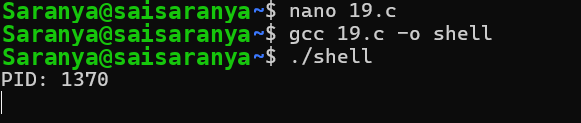 Saranya@saisaranya~$ nano 19.c
Saranya@saisaranya~$ gcc 19.c -o shell
Saranya@saisaranya~$ ./shell
PID: 1370